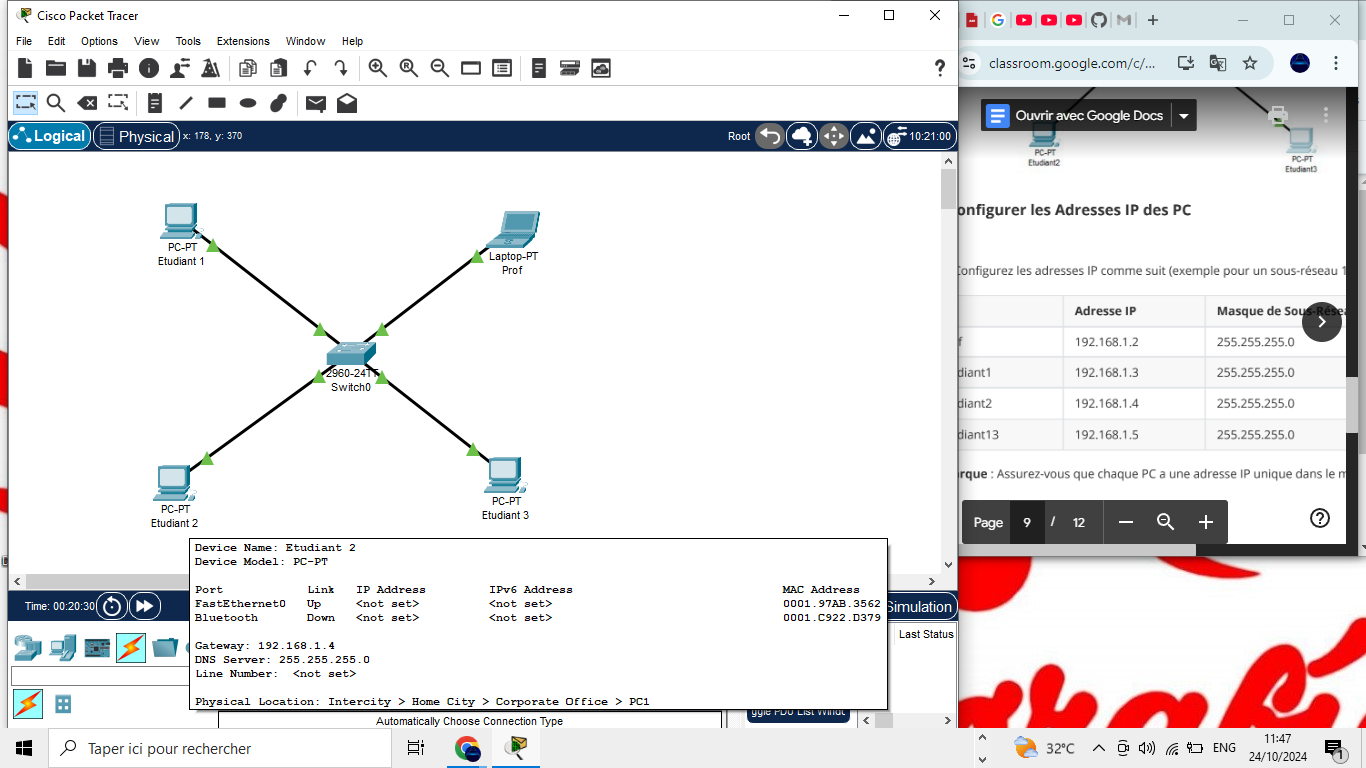 Cisco Packet Tracer
File Edit Options View Tools Extensions Window Help
?
Logical Physical x: 178, y: 370 Root 10:21:00
PC-PT
Etudiant 1
Laptop-PT
Prof
2960-24TT
Switch0
PC-PT
Etudiant 2
PC-PT
Etudiant 3
Device Name: Etudiant 2
Device Model: PC-PT
Port Link IP Address IPv6 Address MAC Address
FastEthernet0 Up <not set> <not set> 0001.97AB.3562
Bluetooth Down <not set> <not set> 0001.C922.D379
Gateway: 192.168.1.4
DNS Server: 255.255.255.0
Line Number: <not set>
Physical Location: Intercity > Home City > Corporate Office > PC1
Time: 00:20:30
Simulation
Last Status
Automatically Choose Connection Type
ggle PDU List Wind
classroom.google.com/c/...
Ouvrir avec Google Docs
PC-PT
Etudiant2
PC-PT
Etudiant3
onfigurer les Adresses IP des PC
Configurez les adresses IP comme suit (exemple pour un sous-réseau 1
Adresse IP Masque de Sous-Résea
f 192.168.1.2 255.255.255.0
diant1 192.168.1.3 255.255.255.0
diant2 192.168.1.4 255.255.255.0
diant13 192.168.1.5 255.255.255.0
rque : Assurez-vous que chaque PC a une adresse IP unique dans le m
Page 9 / 12
Taper ici pour rechercher
32°C
ENG
11:47
24/10/2024
1